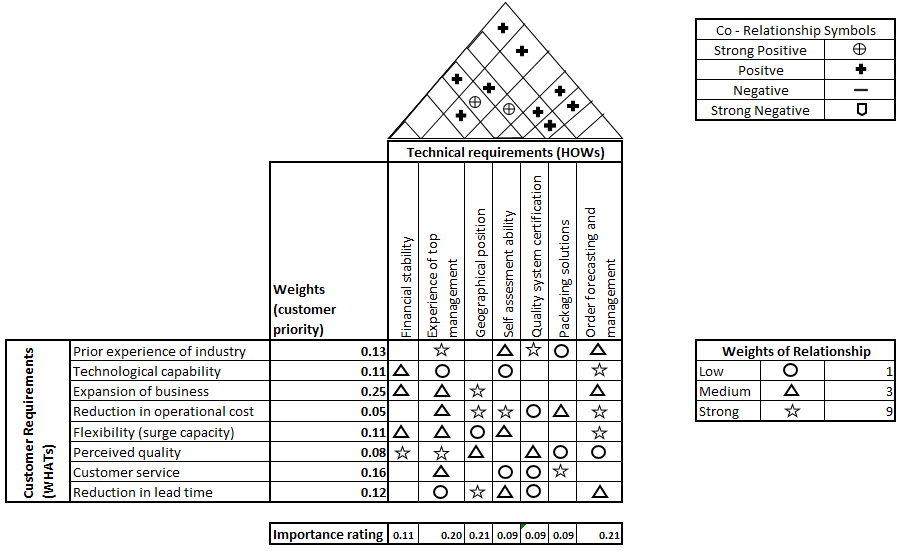 Co - Relationship Symbols
Strong Positive
Positve
Negative
Strong Negative
Technical requirements (HOWs)
Weights
(customer
priority)
Financial stability
Experience of top
management
Geographical position
Self assesment ability
Quality system certification
Packaging solutions
Order forecasting and
management
Customer Requirements
(WHATs)
Prior experience of industry 0.13
Technological capability 0.11
Expansion of business 0.25
Reduction in operational cost 0.05
Flexibility (surge capacity) 0.11
Perceived quality 0.08
Customer service 0.16
Reduction in lead time 0.12
Weights of Relationship
Low 1
Medium 3
Strong 9
Importance rating 0.11 0.20 0.21 0.09 0.09 0.09 0.21